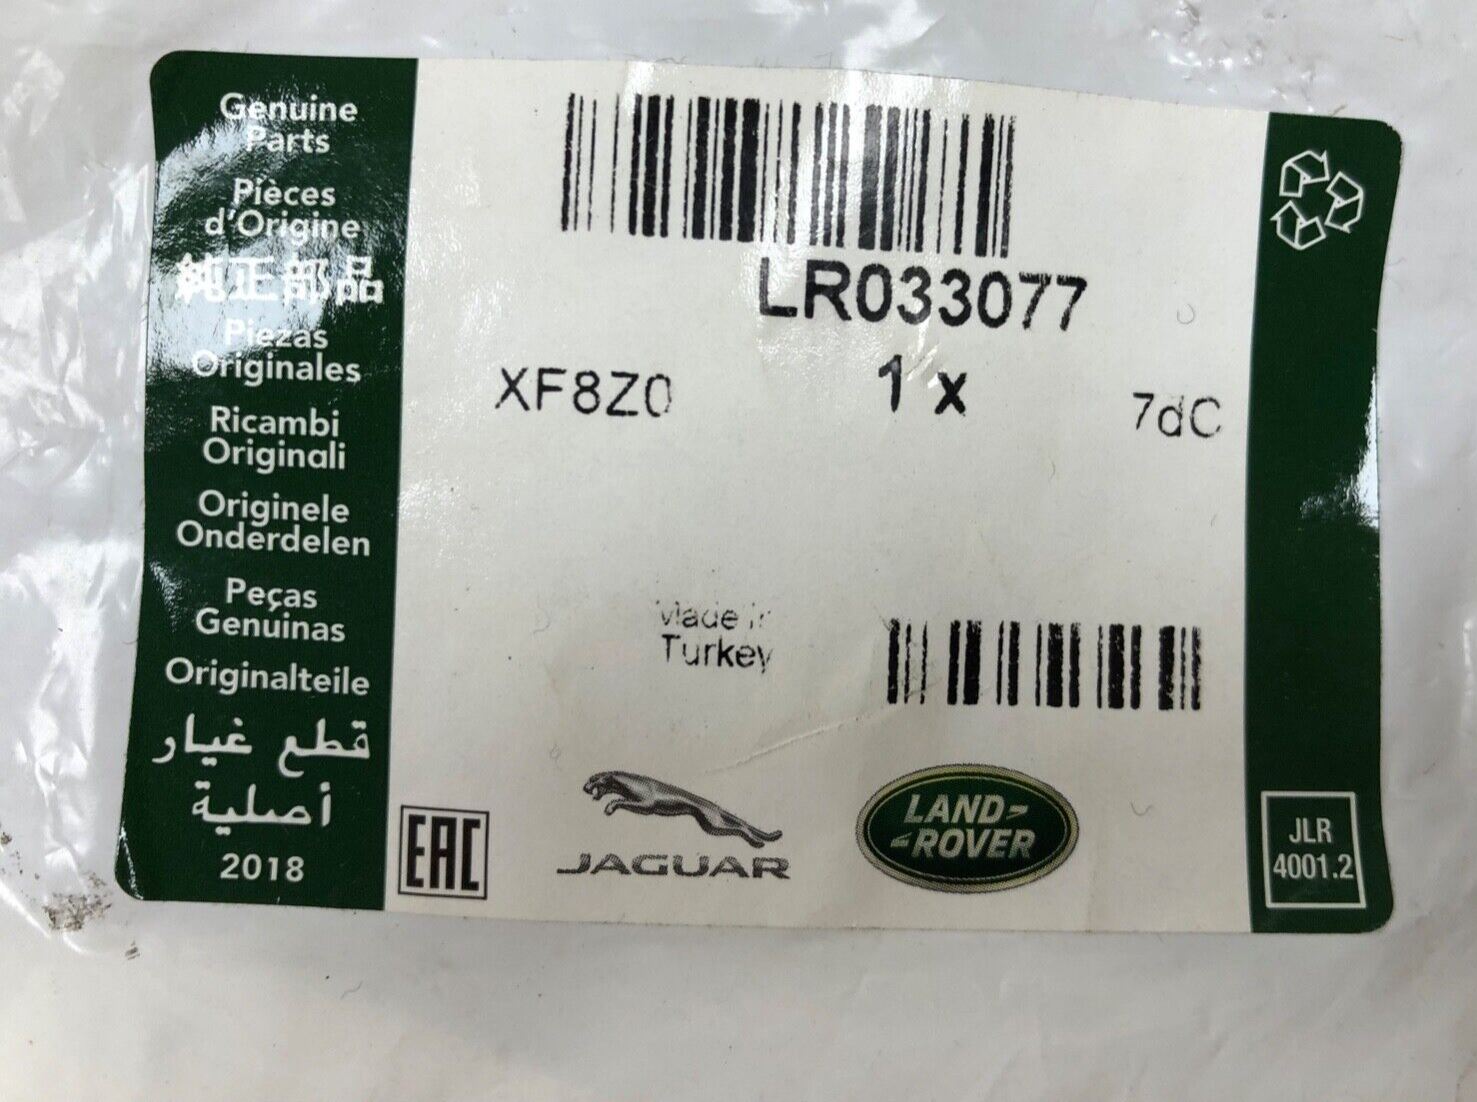 Genuine
Parts
Pièces
d'Origine
純正部品
Piezas
Originales
Ricambi
Originali
Originele
Onderdelen
Peças
Genuinas
Originalteile
قطع غيار
أصلية
2018
LR033077
XF8Z0
1 x
7dC
Made in
Turkey
EAC
JAGUAR
LAND-
-ROVER
JLR
4001.2